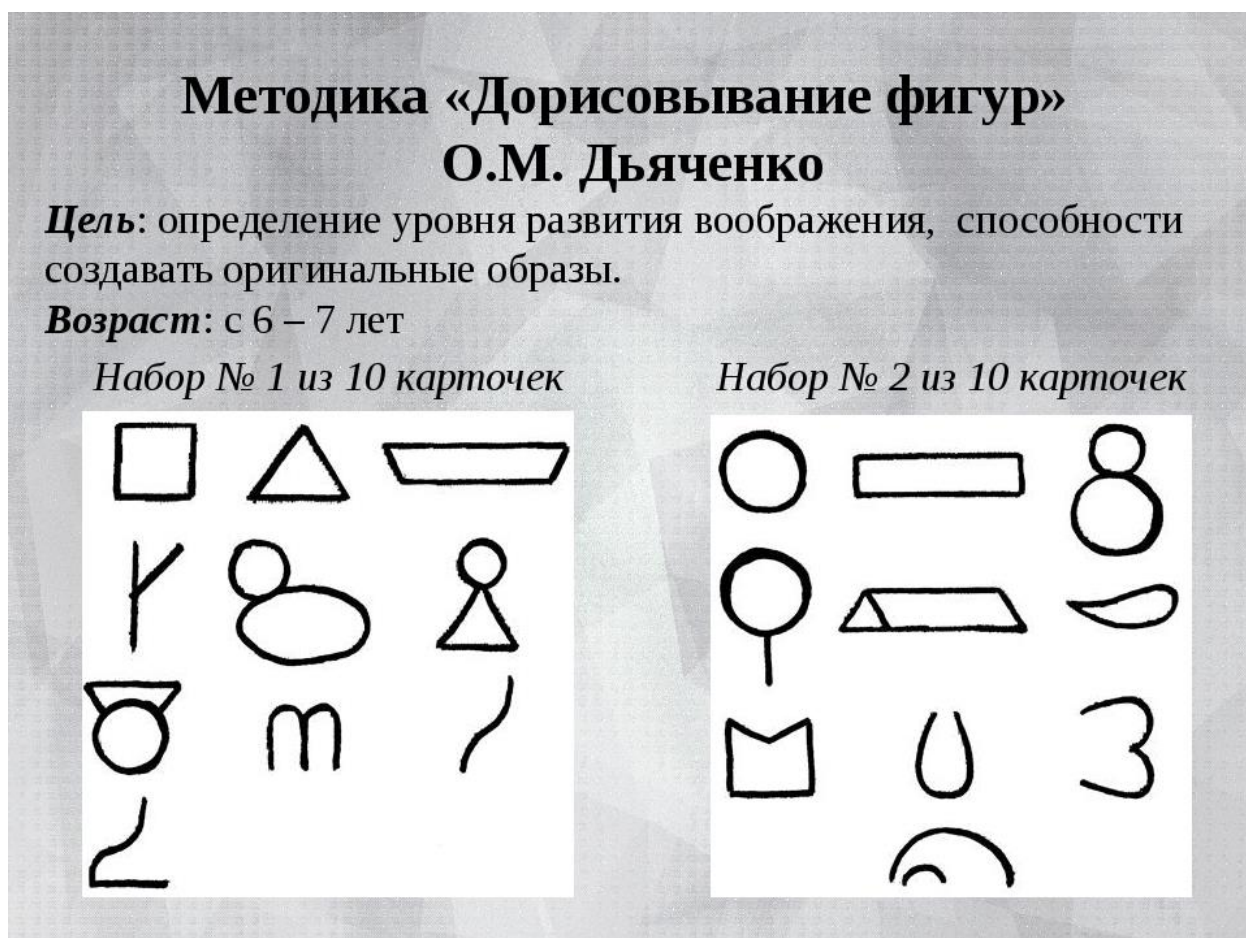 Методика «Дорисовывание фигур»
О.М. Дьяченко
Цель: определение уровня развития воображения, способности
создавать оригинальные образы.
Возраст: с 6 – 7 лет
Набор № 1 из 10 карточек
Набор № 2 из 10 карточек